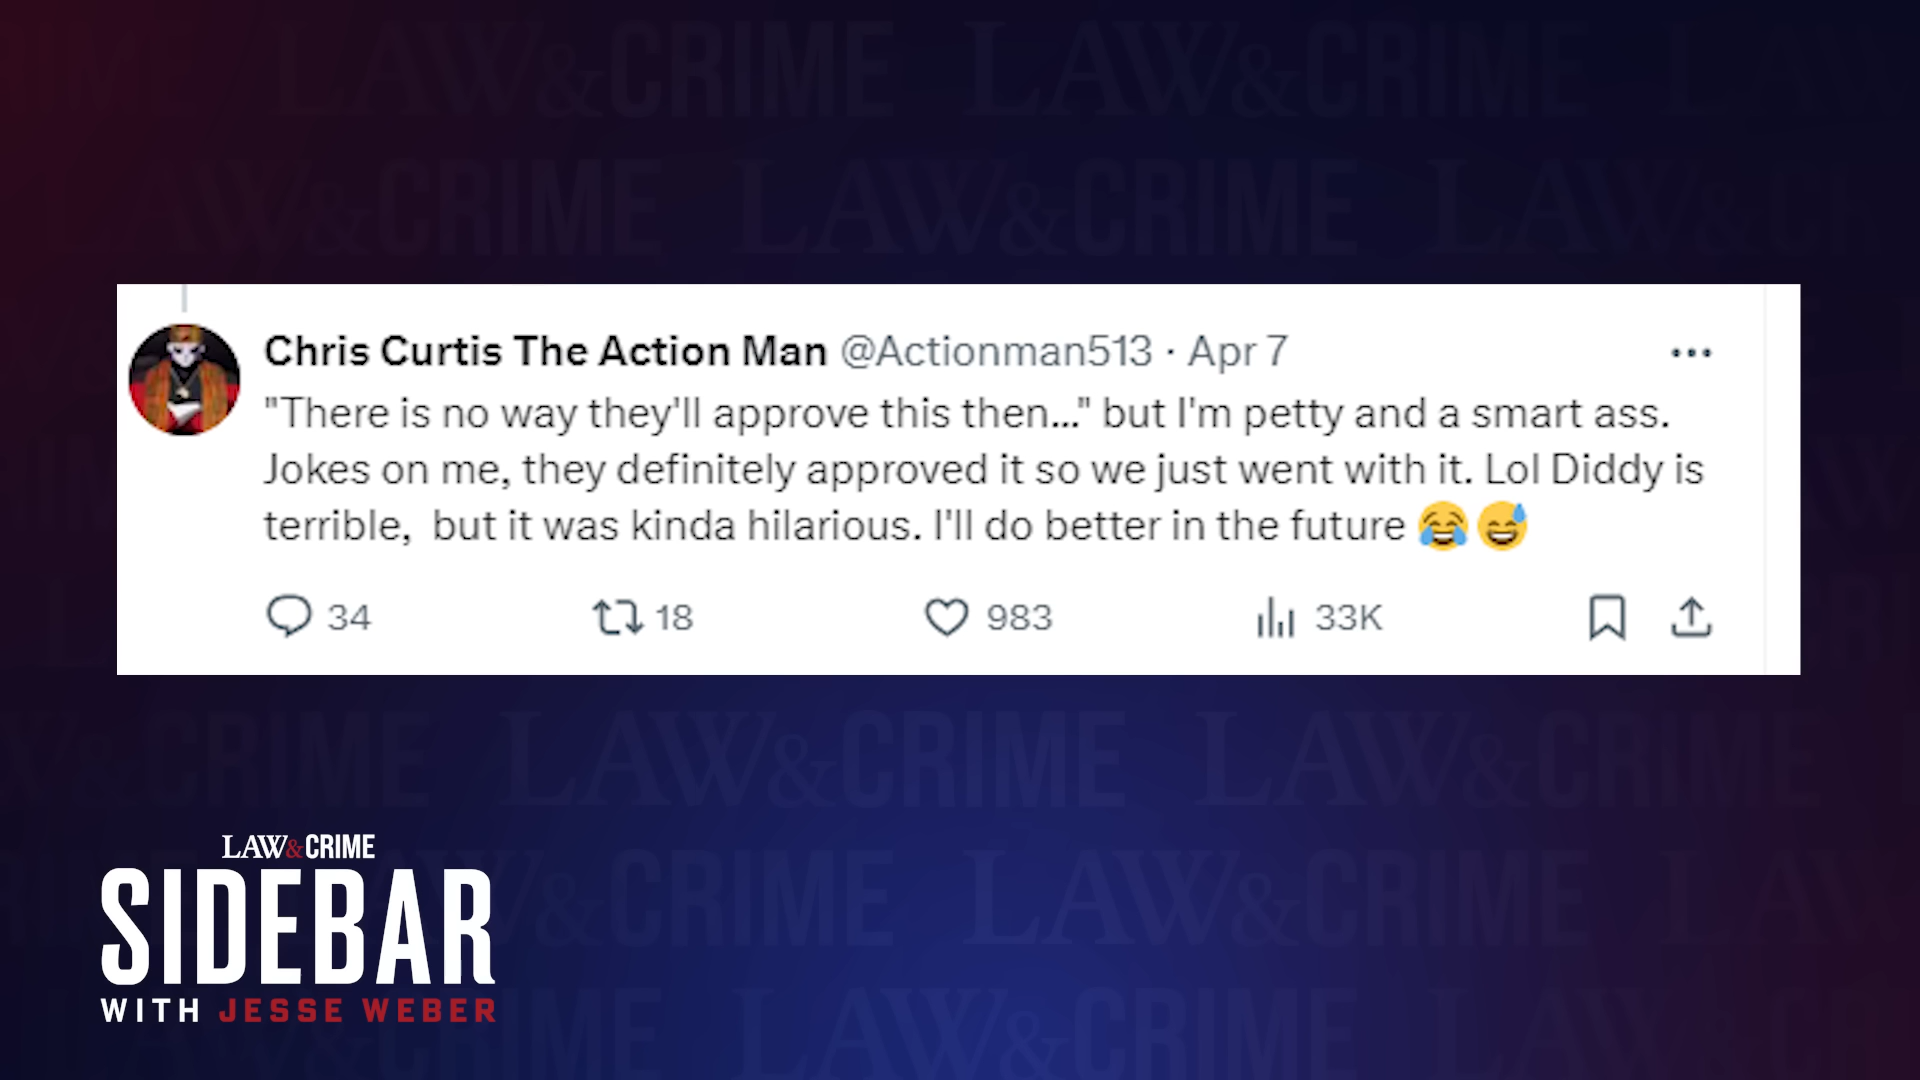 Chris Curtis The Action Man @Actionman513 · Apr 7
"There is no way they'll approve this then..." but I'm petty and a smart ass.
Jokes on me, they definitely approved it so we just went with it. Lol Diddy is
terrible,  but it was kinda hilarious. I'll do better in the future 😂😅
34 18 983 33K
LAW&CRIME
SIDEBAR
WITH JESSE WEBER